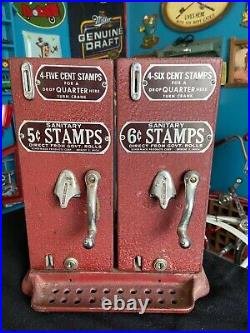 GENUINE
DRAFT
4-FIVE CENT STAMPS
FOR A
DROP QUARTER HERE
TURN CRANK
4-SIX CENT STAMPS
FOR A
DROP QUARTER HERE
TURN CRANK
SANITARY
5¢ STAMPS
DIRECT FROM GOVT. ROLLS
SANITARY
6¢ STAMPS
DIRECT FROM GOVT. ROLLS